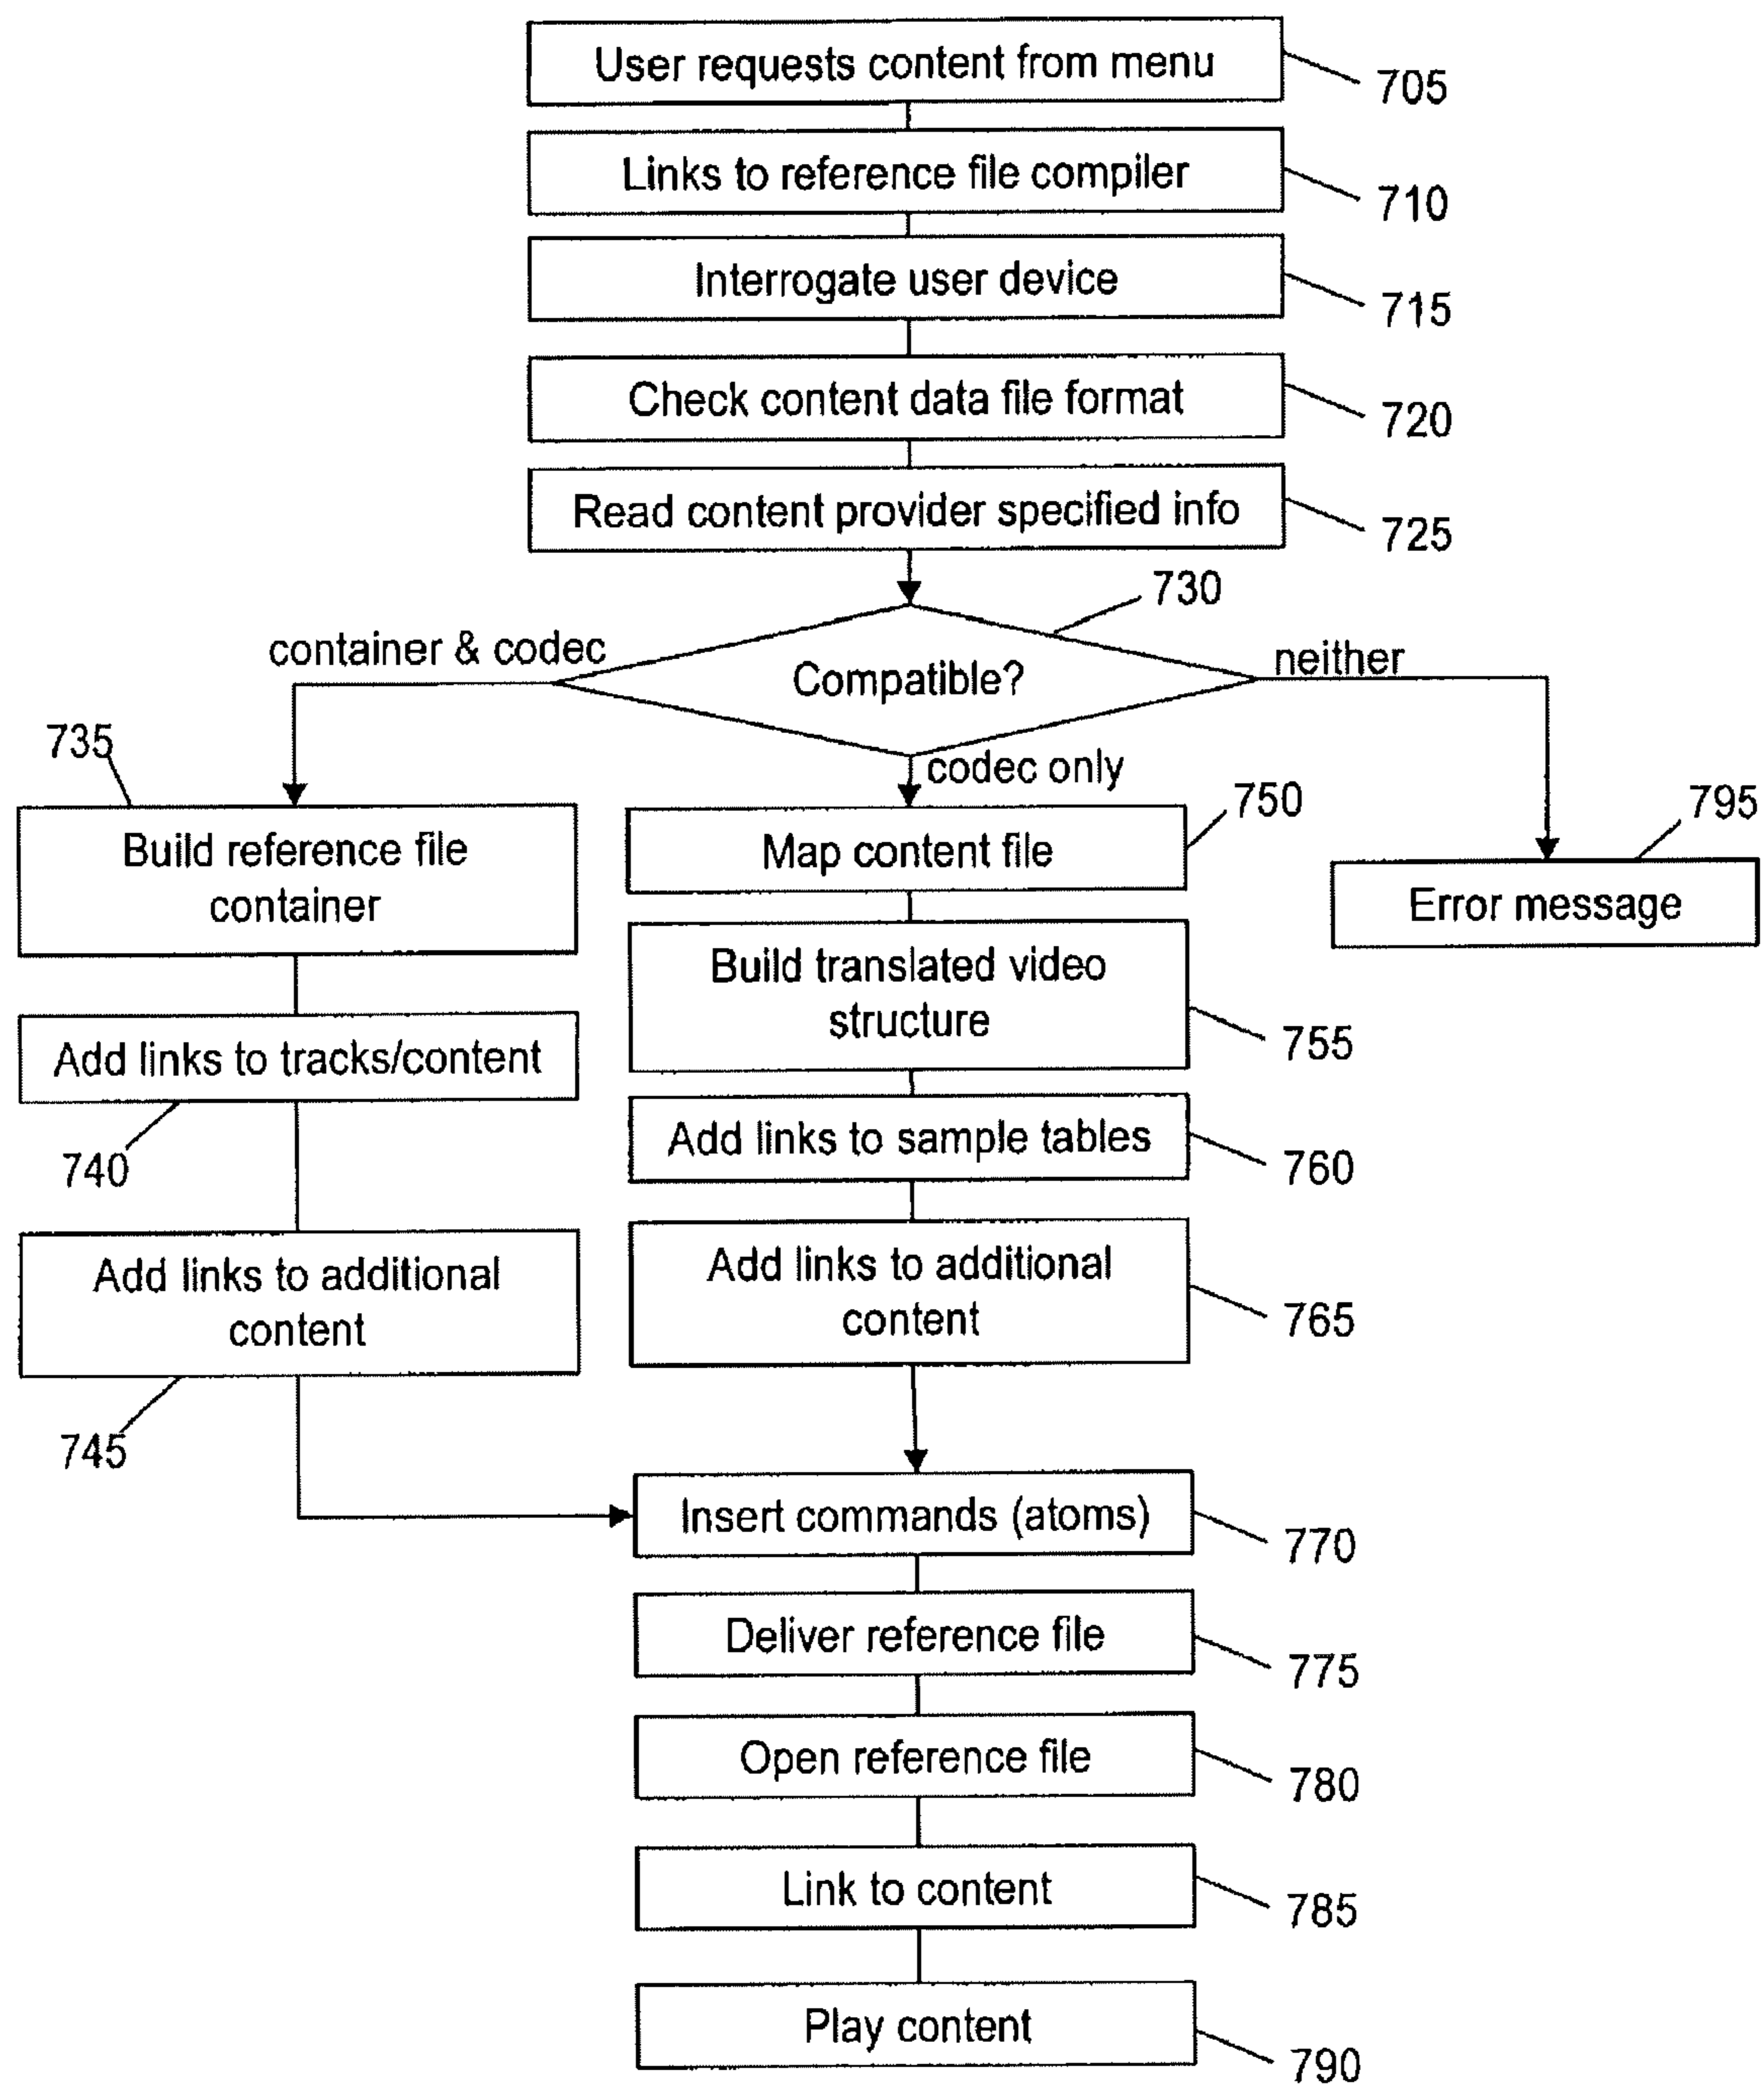 User requests content from menu
705
Links to reference file compiler
710
Interrogate user device
715
Check content data file format
720
Read content provider specified info
725
730
container & codec
Compatible?
neither
codec only
735
Build reference file
container
750
Map content file
795
Error message
Build translated video
structure
755
Add links to tracks/content
740
Add links to sample tables
760
Add links to additional
content
745
Add links to additional
content
765
Insert commands (atoms)
770
Deliver reference file
775
Open reference file
780
Link to content
785
Play content
790